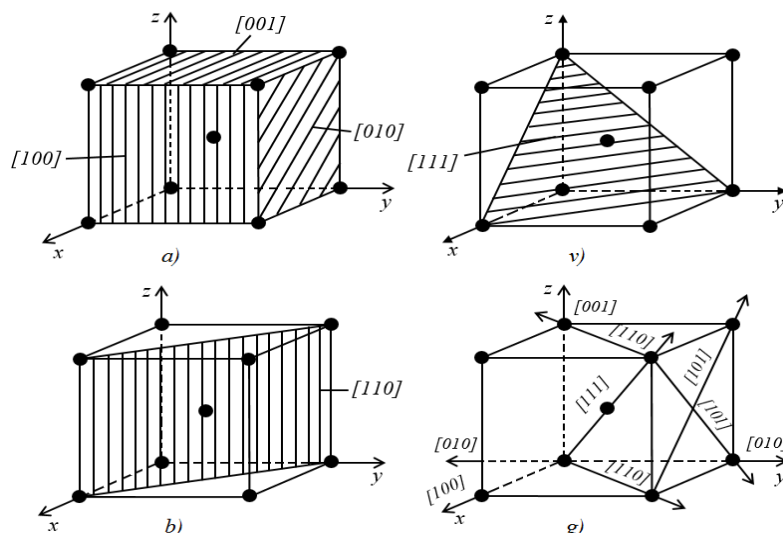 z
[001]
[100]
[010]
y
x
a)
z
[111]
y
x
v)
z
[110]
y
x
b)
z
[001]
[110]
[111]
[101]
[101]
[010]
[010]
[100]
[110]
y
x
g)